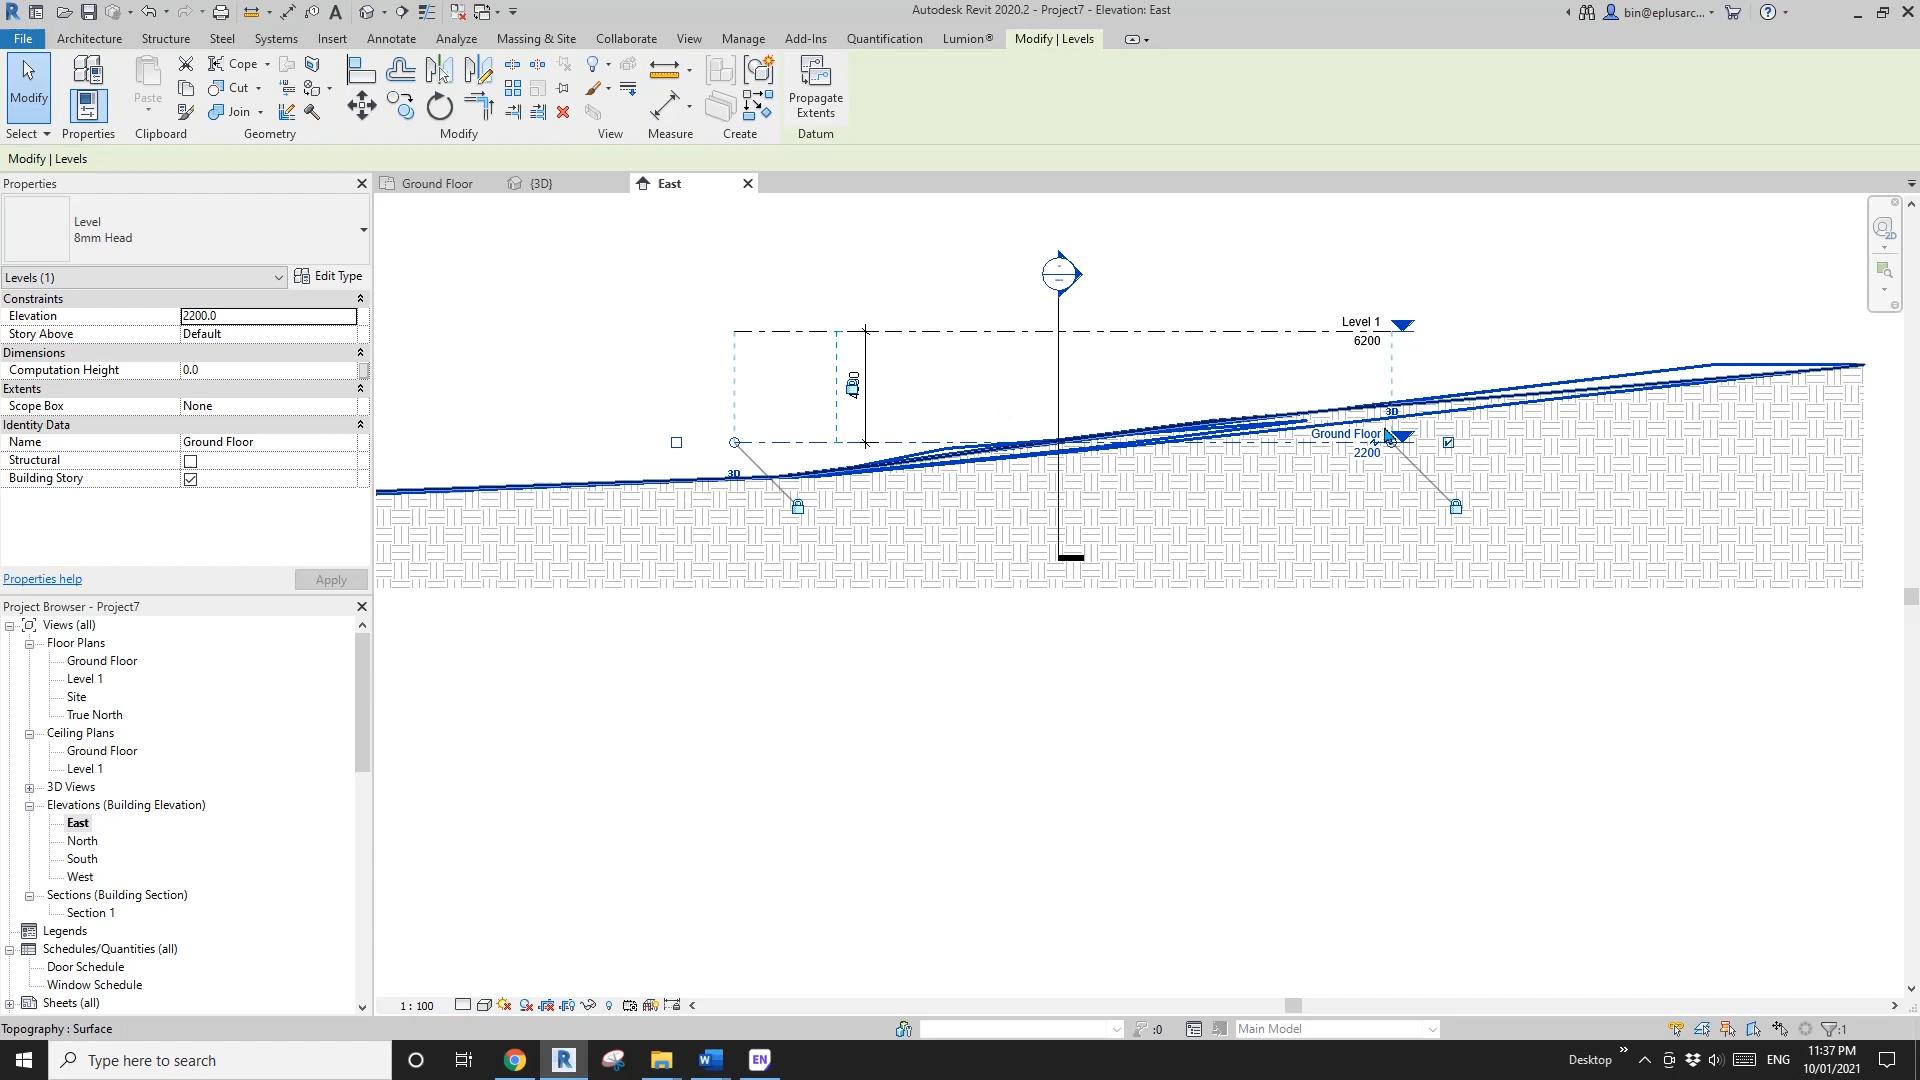 Autodesk Revit 2020.2 - Project7 - Elevation: East
bin@eplusarc...
File
Architecture
Structure
Steel
Systems
Insert
Annotate
Analyze
Massing & Site
Collaborate
View
Manage
Add-Ins
Quantification
Lumion®
Modify | Levels
Modify
Paste
Cope
Cut
Join
Propagate
Extents
Select
Properties
Clipboard
Geometry
Modify
View
Measure
Create
Datum
Modify | Levels
Properties
Ground Floor
{3D}
East
Level
8mm Head
Levels (1)
Edit Type
Constraints
Elevation
2200.0
Story Above
Default
Dimensions
Computation Height
0.0
Extents
Scope Box
None
Identity Data
Name
Ground Floor
Structural
Building Story
Properties help
Apply
Level 1
6200
3D
Ground Floor
2200
3D
2D
Project Browser - Project7
Views (all)
Floor Plans
Ground Floor
Level 1
Site
True North
Ceiling Plans
Ground Floor
Level 1
3D Views
Elevations (Building Elevation)
East
North
South
West
Sections (Building Section)
Section 1
Legends
Schedules/Quantities (all)
Door Schedule
Window Schedule
Sheets (all)
1 : 100
Topography : Surface
:0
Main Model
:1
Type here to search
EN
Desktop
ENG
11:37 PM
10/01/2021